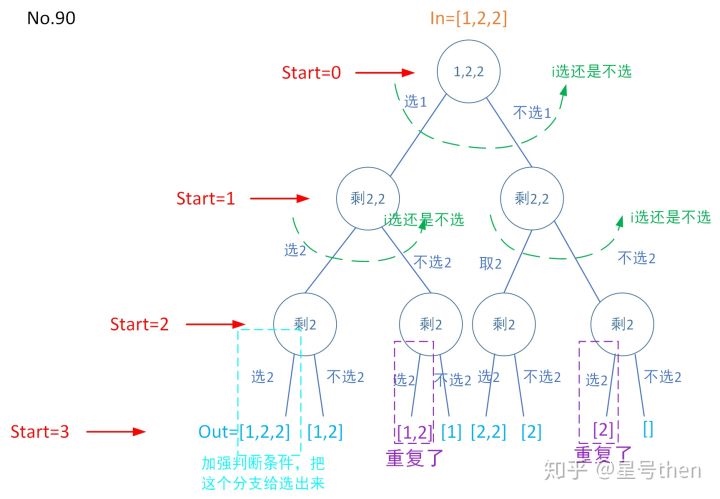 No.90
In=[1,2,2]
Start=0
1,2,2
i选还是不选
选1
不选1
Start=1
剩2,2
i选还是不选
剩2,2
i选还是不选
选2
不选2
取2
不选2
Start=2
剩2
剩2
剩2
剩2
选2
不选2
选2
不选2
选2
不选2
选2
不选2
Start=3
Out=[1,2,2]
[1,2]
[1,2]
[1]
[2,2]
[2]
[2]
[]
加强判断条件，把
这个分支给选出来
重复了
重复了
知乎 @星号then